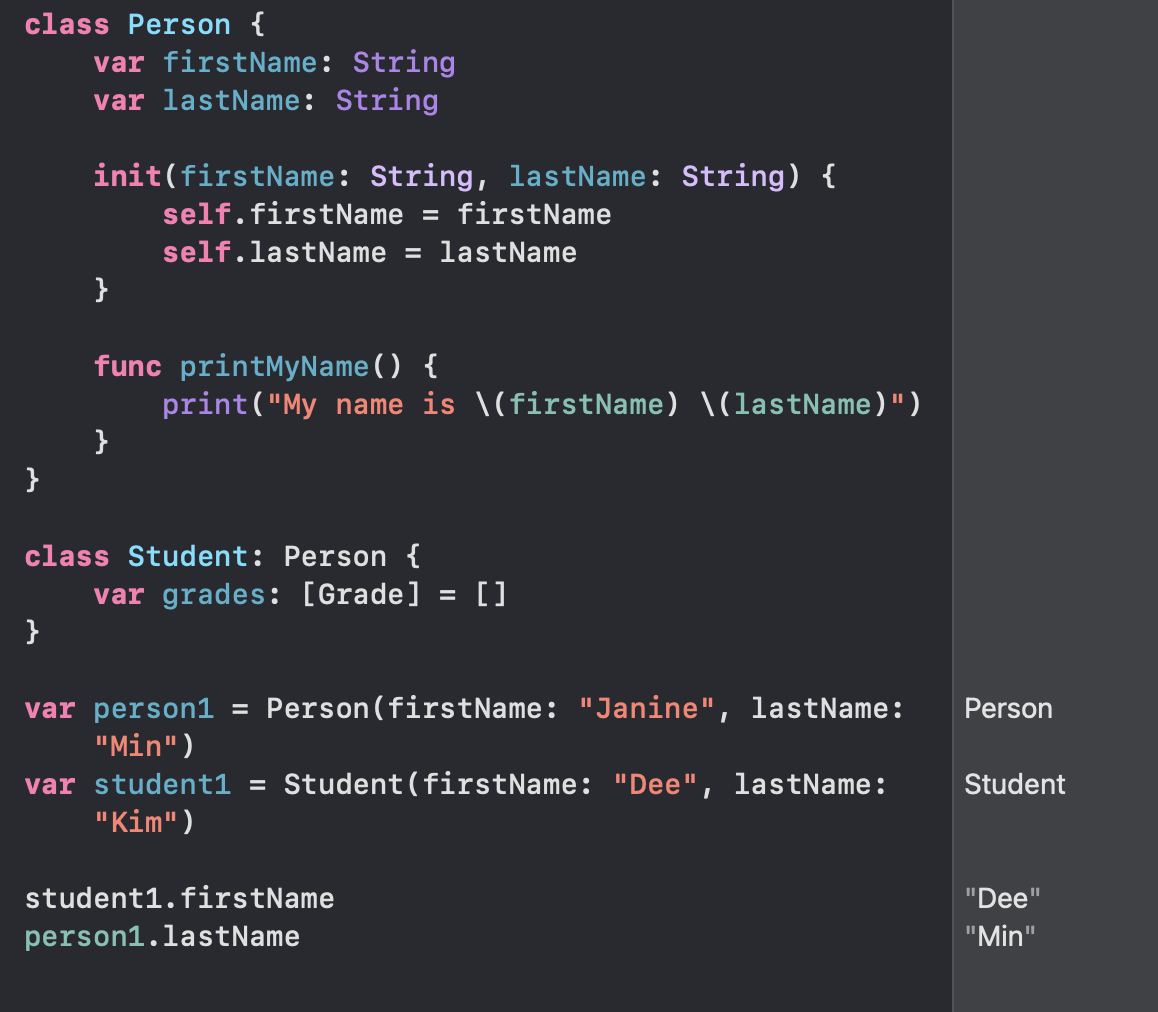 class Person {
    var firstName: String
    var lastName: String

    init(firstName: String, lastName: String) {
        self.firstName = firstName
        self.lastName = lastName
    }

    func printMyName() {
        print("My name is \(firstName) \(lastName)")
    }
}

class Student: Person {
    var grades: [Grade] = []
}

var person1 = Person(firstName: "Janine", lastName: Person
    "Min")
var student1 = Student(firstName: "Dee", lastName: Student
    "Kim")

student1.firstName "Dee"
person1.lastName "Min"